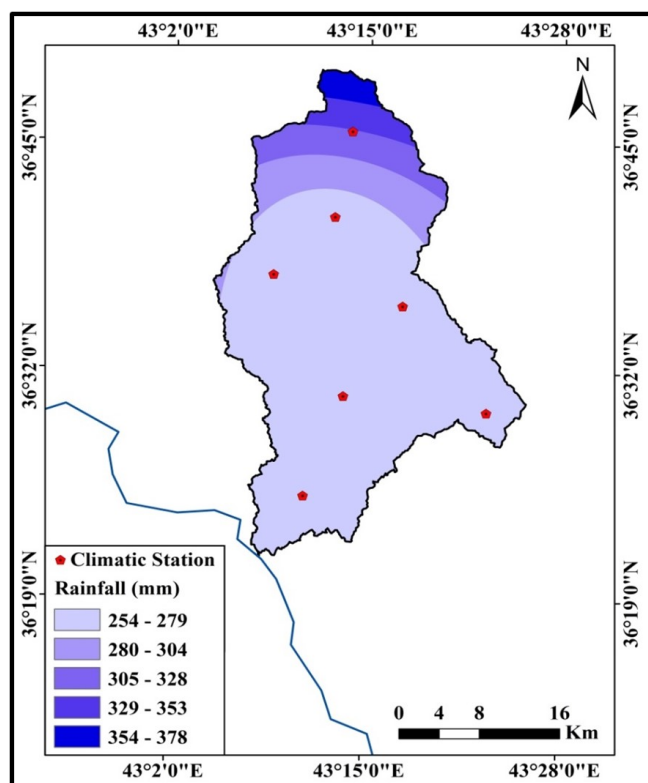 43°2'0"E 43°15'0"E 43°28'0"E
N
36°45'0"N 36°45'0"N
36°32'0"N 36°32'0"N
36°19'0"N 36°19'0"N
Climatic Station
Rainfall (mm)
254 - 279
280 - 304
305 - 328
329 - 353
354 - 378
0 4 8 16
Km
43°2'0"E 43°15'0"E 43°28'0"E